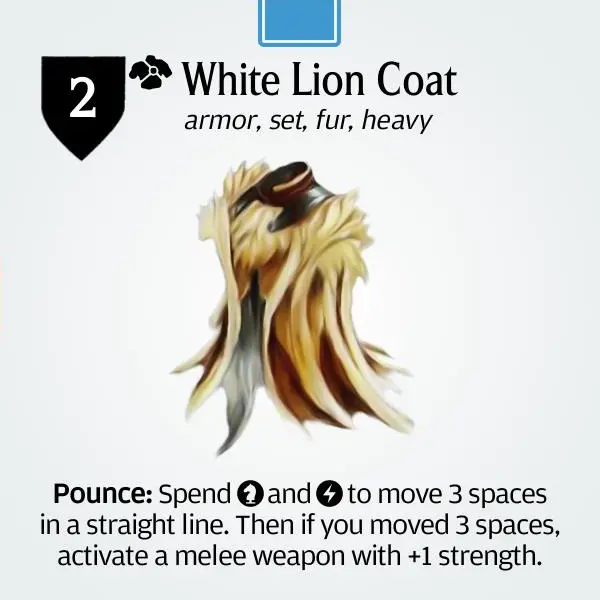 2
White Lion Coat
armor, set, fur, heavy
Pounce: Spend and to move 3 spaces
in a straight line. Then if you moved 3 spaces,
activate a melee weapon with +1 strength.